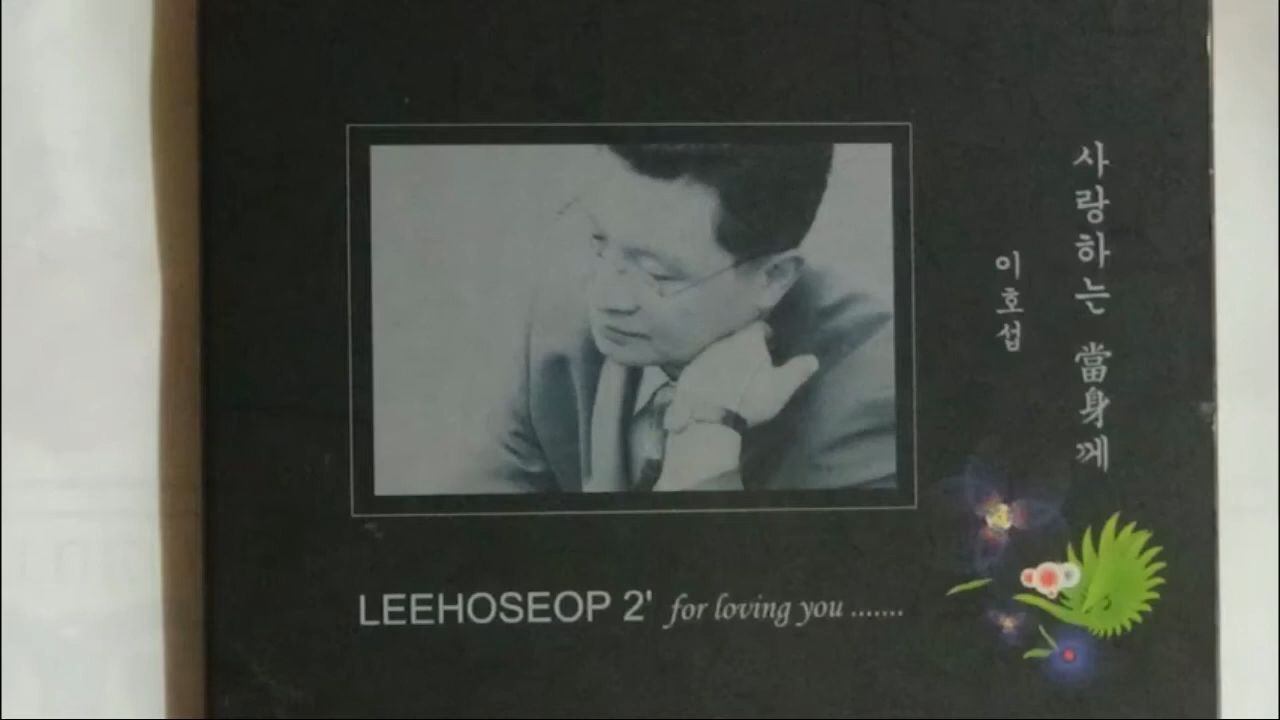 사랑하는 當身께
이호섭
LEEHOSEOP 2' for loving you .......